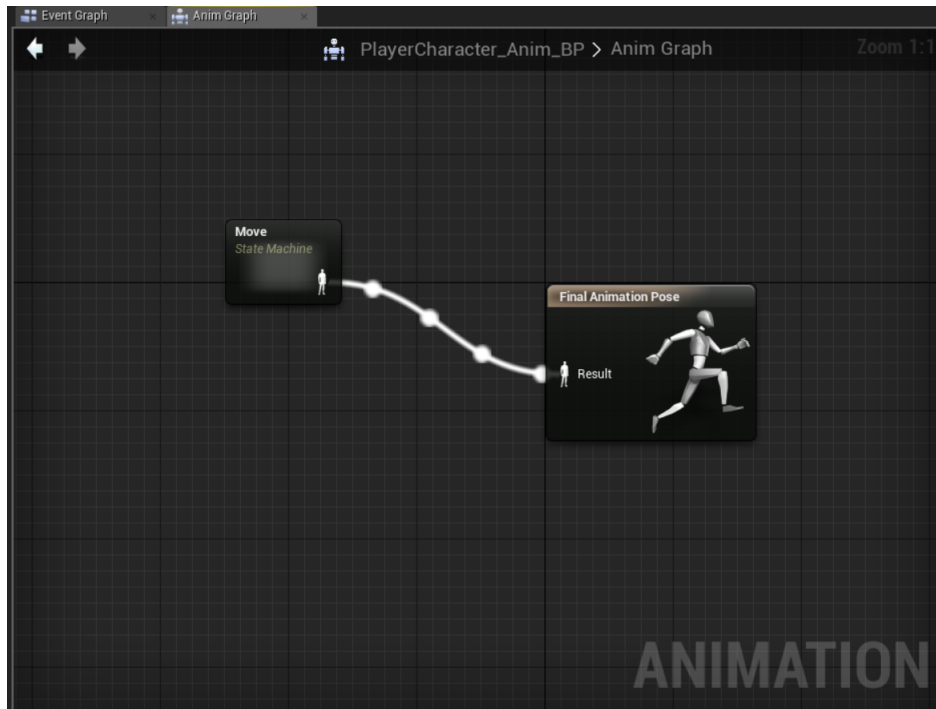 Event Graph
Anim Graph
PlayerCharacter_Anim_BP > Anim Graph
Zoom 1:1
Move
State Machine
Final Animation Pose
Result
ANIMATION